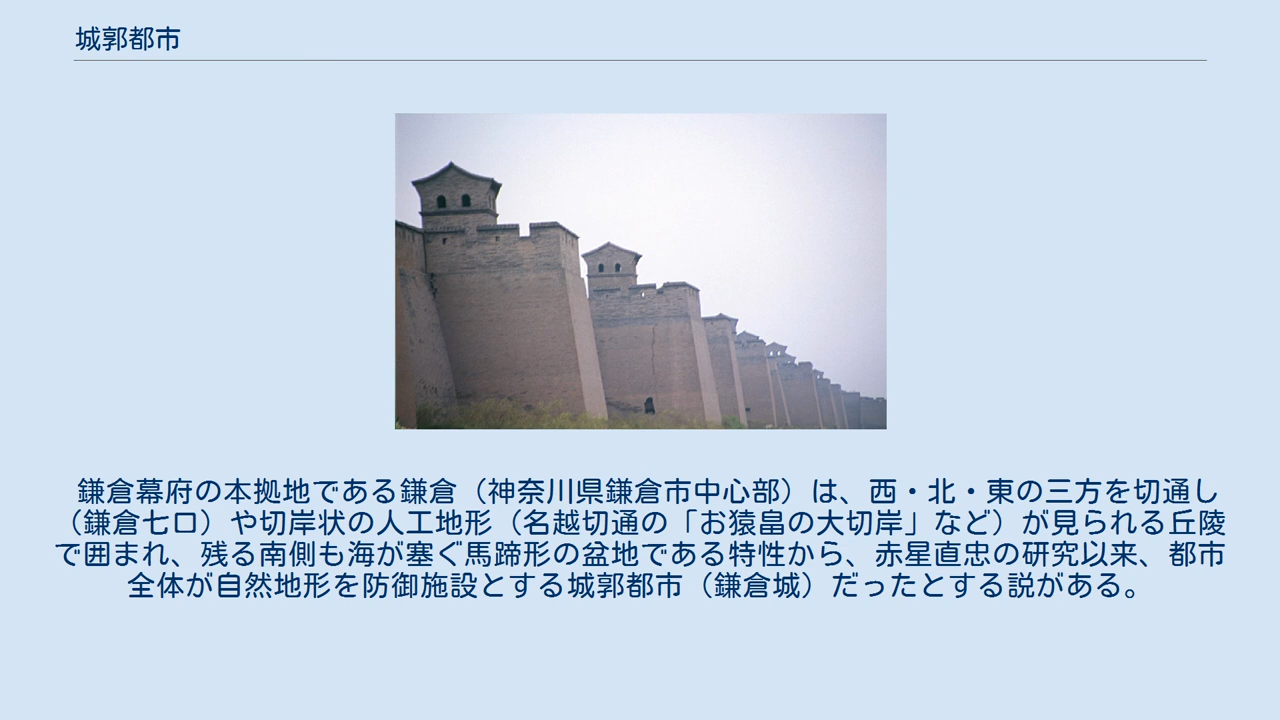 城郭都市
鎌倉幕府の本拠地である鎌倉（神奈川県鎌倉市中心部）は、西・北・東の三方を切通し
（鎌倉七口）や切岸状の人工地形（名越切通の「お猿畠の大切岸」など）が見られる丘陵
で囲まれ、残る南側も海が塞ぐ馬蹄形の盆地である特性から、赤星直忠の研究以来、都市
全体が自然地形を防御施設とする城郭都市（鎌倉城）だったとする説がある。